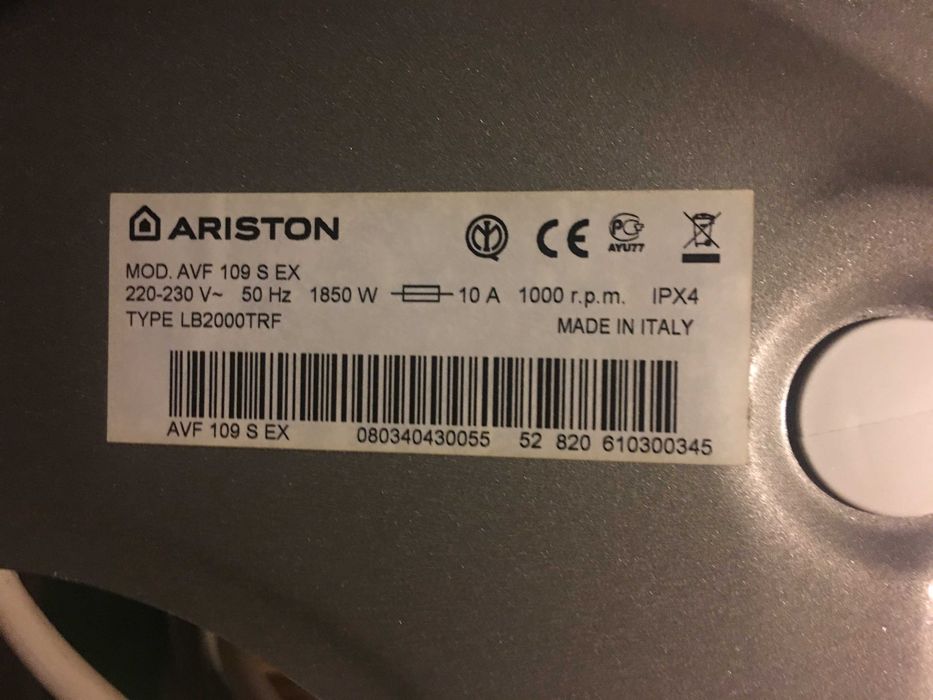 ARISTON
PC AYU77
MOD. AVF 109 S EX
220-230 V~ 50 Hz 1850 W 10 A 1000 r.p.m. IPX4
TYPE LB2000TRF MADE IN ITALY
AVF 109 S EX 080340430055 52 820 610300345